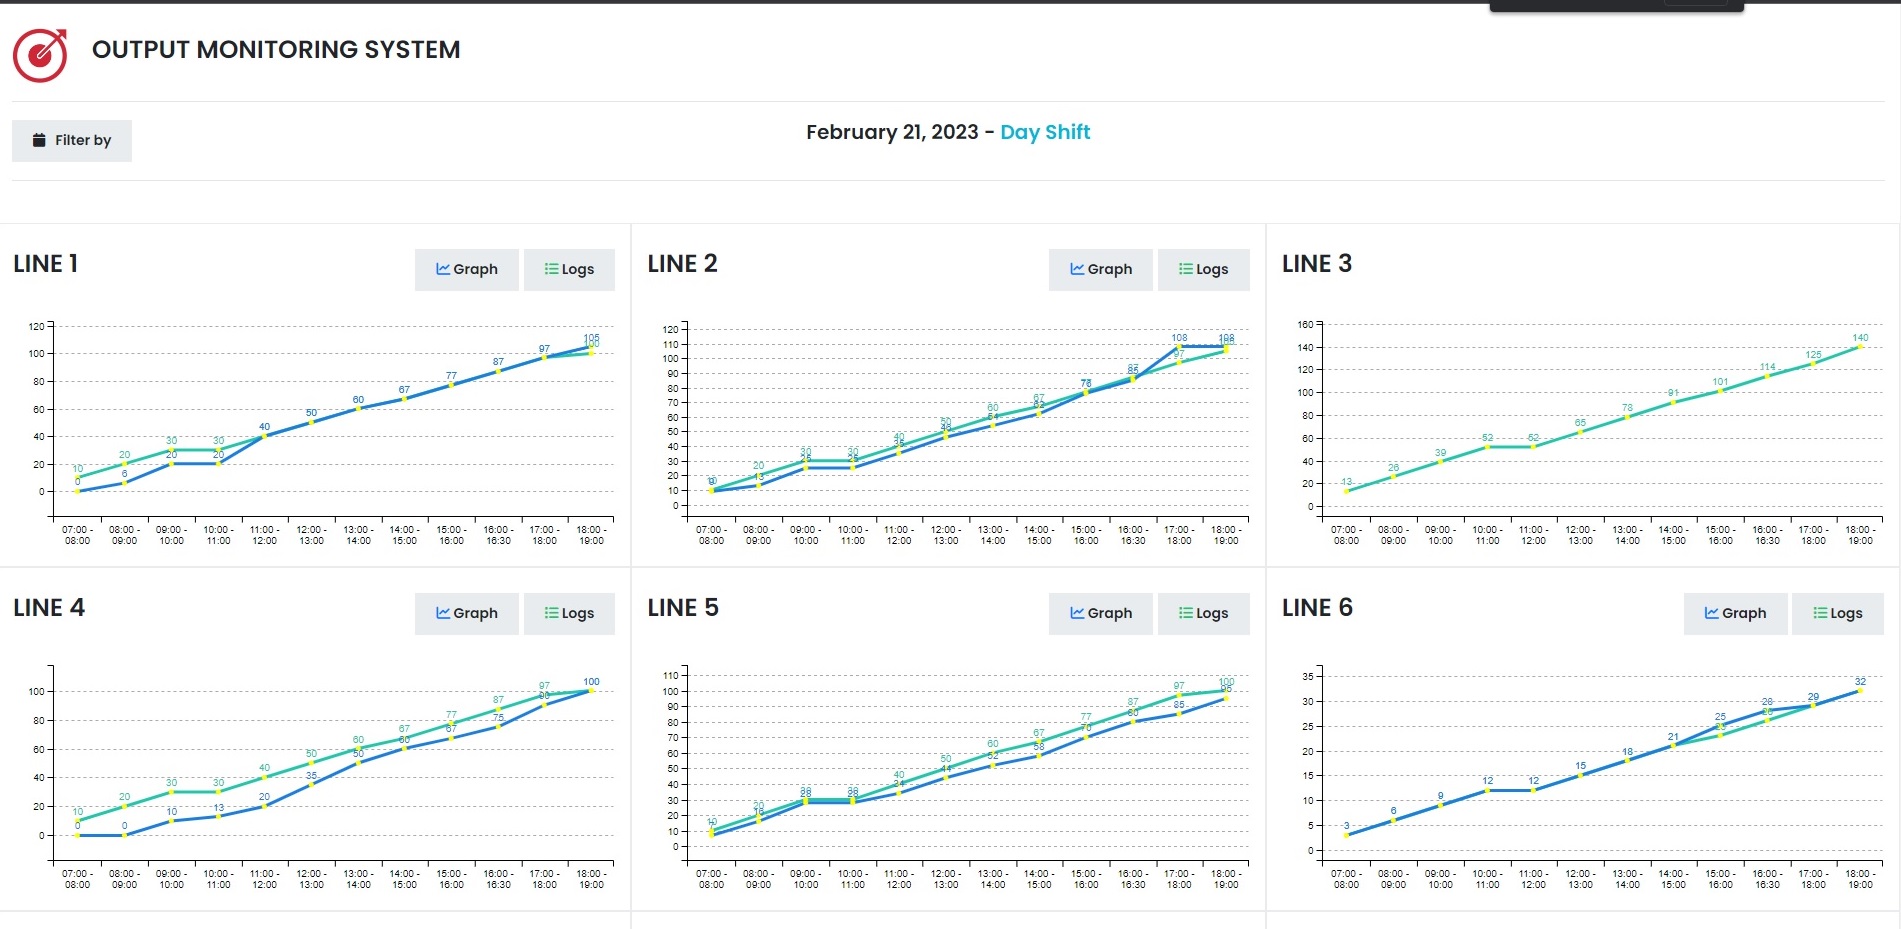 OUTPUT MONITORING SYSTEM
Filter by
February 21, 2023 - Day Shift
LINE 1
Graph
Logs
120
100
80
60
40
20
0
10 20 30 30 40 50 60 67 77 87 97 100
0 6 20 20 40 50 60 67 77 87 97 105
07:00 - 08:00 - 09:00 - 10:00 - 11:00 - 12:00 - 13:00 - 14:00 - 15:00 - 16:00 - 17:00 - 18:00 -
08:00 09:00 10:00 11:00 12:00 13:00 14:00 15:00 16:00 16:30 18:00 19:00
LINE 2
Graph
Logs
120
110
100
90
80
70
60
50
40
30
20
10
0
20 30 30 40 50 60 67 97
13 25 25 35 46 54 62 76 85 108 108
07:00 - 08:00 - 09:00 - 10:00 - 11:00 - 12:00 - 13:00 - 14:00 - 15:00 - 16:00 - 17:00 - 18:00 -
08:00 09:00 10:00 11:00 12:00 13:00 14:00 15:00 16:00 16:30 18:00 19:00
LINE 3
160
140
120
100
80
60
40
20
0
13 26 39 52 52 65 78 91 101 114 125 140
07:00 - 08:00 - 09:00 - 10:00 - 11:00 - 12:00 - 13:00 - 14:00 - 15:00 - 16:00 - 17:00 - 18:00 -
08:00 09:00 10:00 11:00 12:00 13:00 14:00 15:00 16:00 16:30 18:00 19:00
LINE 4
Graph
Logs
100
80
60
40
20
0
10 20 30 30 40 50 60 67 77 87 97 100
0 0 10 13 20 35 50 60 67 75 90
07:00 - 08:00 - 09:00 - 10:00 - 11:00 - 12:00 - 13:00 - 14:00 - 15:00 - 16:00 - 17:00 - 18:00 -
08:00 09:00 10:00 11:00 12:00 13:00 14:00 15:00 16:00 16:30 18:00 19:00
LINE 5
Graph
Logs
110
100
90
80
70
60
50
40
30
20
10
0
10 20 40 50 60 67 77 87 97 100
7 16 28 28 34 44 52 58 70 80 85 95
07:00 - 08:00 - 09:00 - 10:00 - 11:00 - 12:00 - 13:00 - 14:00 - 15:00 - 16:00 - 17:00 - 18:00 -
08:00 09:00 10:00 11:00 12:00 13:00 14:00 15:00 16:00 16:30 18:00 19:00
LINE 6
Graph
Logs
35
30
25
20
15
10
5
0
3 6 9 12 12 15 18 21 25 28 29 32
07:00 - 08:00 - 09:00 - 10:00 - 11:00 - 12:00 - 13:00 - 14:00 - 15:00 - 16:00 - 17:00 - 18:00 -
08:00 09:00 10:00 11:00 12:00 13:00 14:00 15:00 16:00 16:30 18:00 19:00